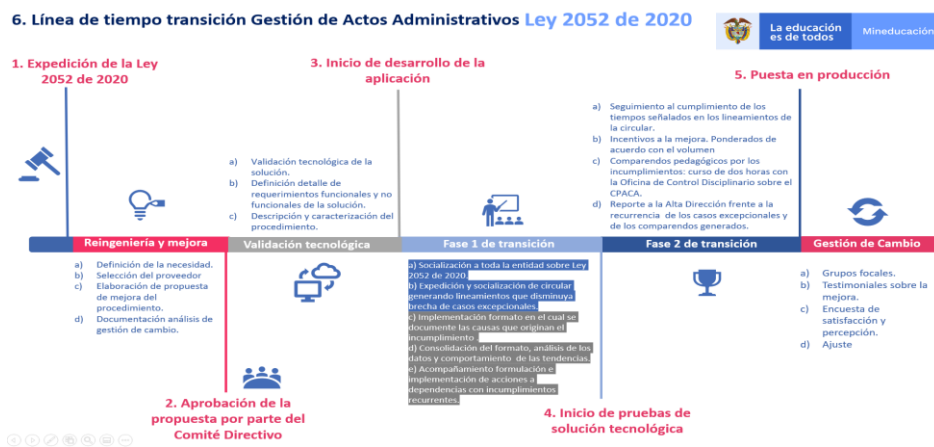 6. Línea de tiempo transición Gestión de Actos Administrativos Ley 2052 de 2020
La educación
es de todos
Mineducación
1. Expedición de la Ley
2052 de 2020
3. Inicio de desarrollo de la
aplicación
5. Puesta en producción
a) Validación tecnológica de la
solución.
b) Definición detalle de
requerimientos funcionales y no
funcionales de la solución.
c) Descripción y caracterización del
procedimiento.
a) Seguimiento al cumplimiento de los
tiempos señalados en los lineamientos de
la circular.
b) Incentivos a la mejora. Ponderados de
acuerdo con el volumen
c) Comparendos pedagógicos por los
incumplimientos: curso de dos horas con
la Oficina de Control Disciplinario sobre el
CPACA.
d) Reporte a la Alta Dirección frente a la
recurrencia de los casos excepcionales y
de los comparendos generados.
Reingeniería y mejora
Validación tecnológica
Fase 1 de transición
Fase 2 de transición
Gestión de Cambio
a) Definición de la necesidad.
b) Selección del proveedor
c) Elaboración de propuesta
de mejora del
procedimiento.
d) Documentación análisis de
gestión de cambio.
a) Socialización a toda la entidad sobre Ley
2052 de 2020.
b) Expedición y socialización de circular
generando lineamientos que disminuya
brecha de casos excepcionales.
c) Implementación formato en el cual se
documente las causas que originan el
incumplimiento .
d) Consolidación del formato, análisis de los
datos y comportamiento de las tendencias.
e) Acompañamiento formulación e
implementación de acciones a
dependencias con incumplimientos
recurrentes.
a) Grupos focales.
b) Testimoniales sobre la
mejora.
c) Encuesta de
satisfacción y
percepción.
d) Ajuste
2. Aprobación de la
propuesta por parte del
Comité Directivo
4. Inicio de pruebas de
solución tecnológica